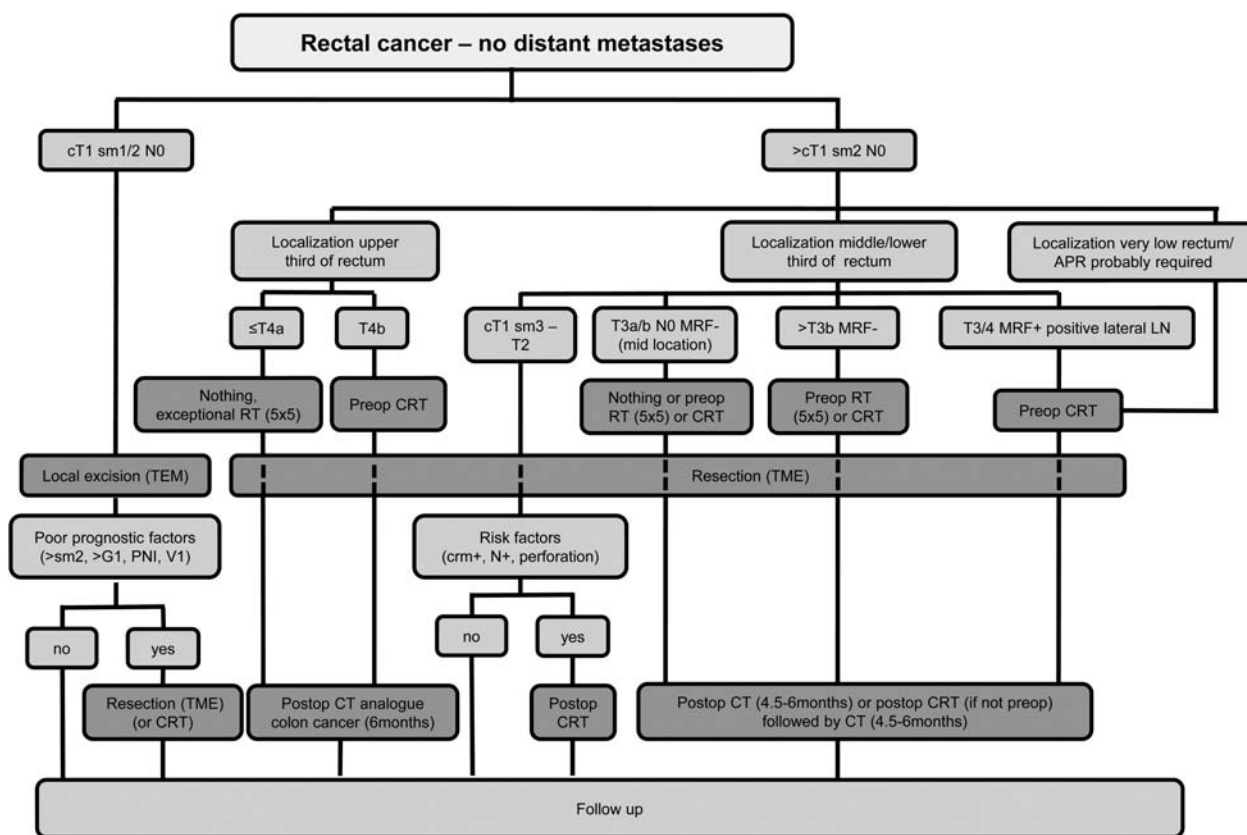 Rectal cancer – no distant metastases
cT1 sm1/2 N0
>cT1 sm2 N0
Localization upper
third of rectum
Localization middle/lower
third of rectum
Localization very low rectum/
APR probably required
≤T4a
T4b
cT1 sm3 –
T2
T3a/b N0 MRF-
(mid location)
>T3b MRF-
T3/4 MRF+ positive lateral LN
Nothing,
exceptional RT (5x5)
Preop CRT
Nothing or preop
RT (5x5) or CRT
Preop RT
(5x5) or CRT
Preop CRT
Local excision (TEM)
Resection (TME)
Poor prognostic factors
(>sm2, >G1, PNI, V1)
Risk factors
(crm+, N+, perforation)
no
yes
no
yes
Resection (TME)
(or CRT)
Postop CT analogue
colon cancer (6months)
Postop
CRT
Postop CT (4.5-6months) or postop CRT (if not preop)
followed by CT (4.5-6months)
Follow up